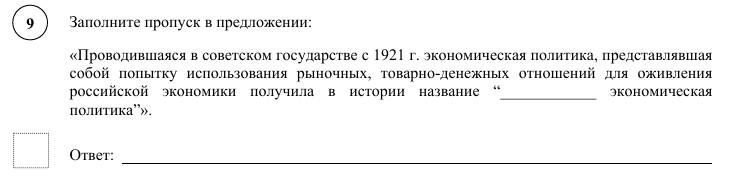 9
Заполните пропуск в предложении:
«Проводившаяся в советском государстве с 1921 г. экономическая политика, представлявшая
собой попытку использования рыночных, товарно-денежных отношений для оживления
российской экономики получила в истории название “____________ экономическая
политика”».
Ответ: